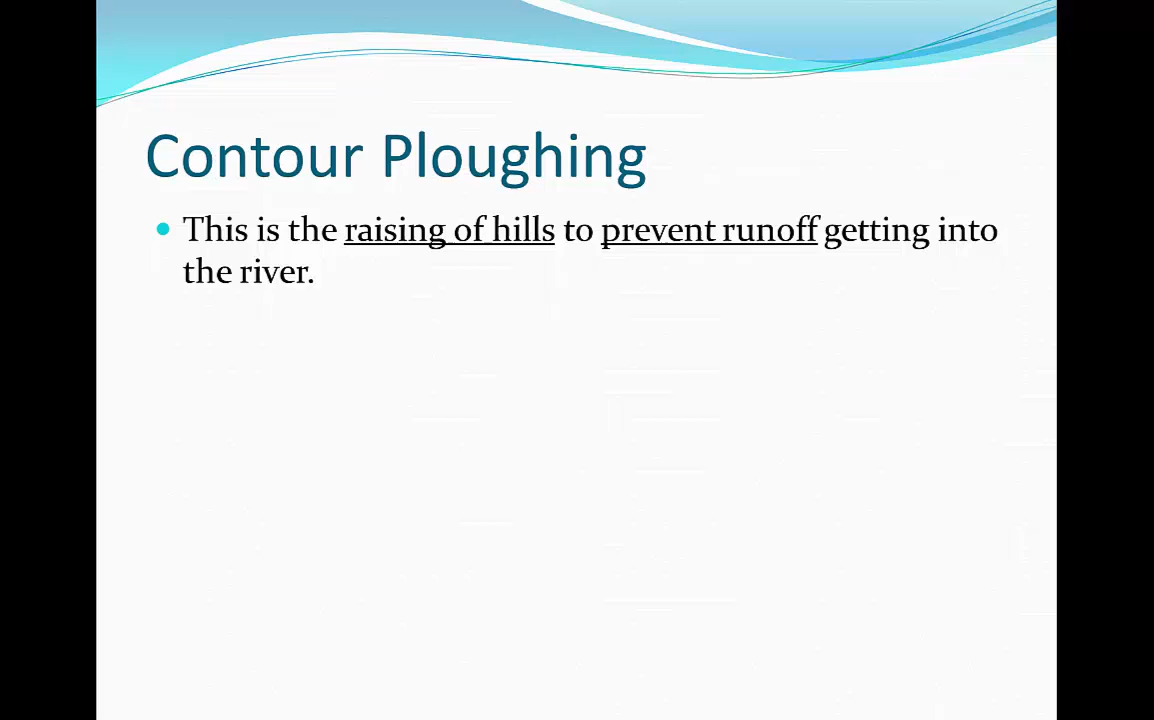 Contour Ploughing
This is the raising of hills to prevent runoff getting into
the river.